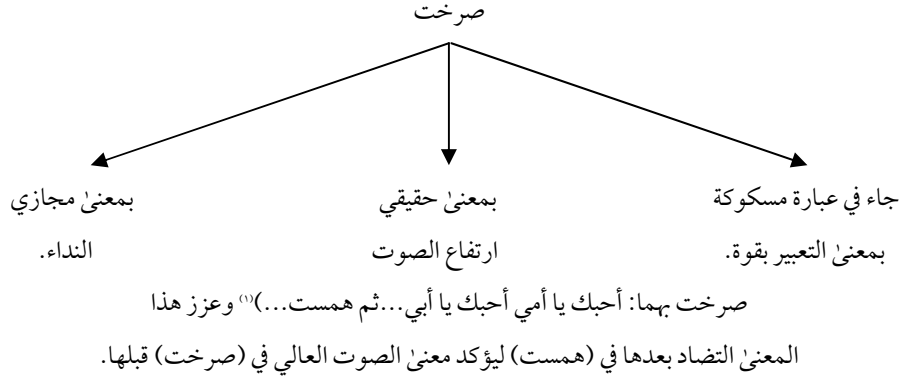 صرخت
جاء في عبارة مسكوكة بمعنىٰ حقيقي بمعنىٰ مجازي
بمعنىٰ التعبير بقوة. ارتفاع الصوت النداء.
صرخت بهما: أحبك يا أمي أحبك يا أبي...ثم همست...)(١) وعزز هذا
المعنىٰ التضاد بعدها في (همست) ليؤكد معنىٰ الصوت العالي في (صرخت) قبلها.